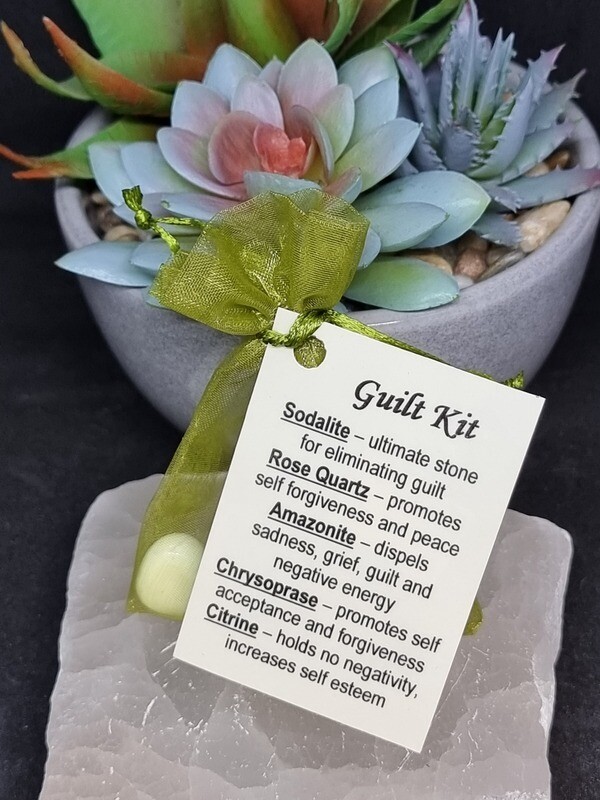 Guilt Kit
Sodalite – ultimate stone
for eliminating guilt
Rose Quartz – promotes
self forgiveness and peace
Amazonite – dispels
sadness, grief, guilt and
negative energy
Chrysoprase – promotes self
acceptance and forgiveness
Citrine – holds no negativity,
increases self esteem